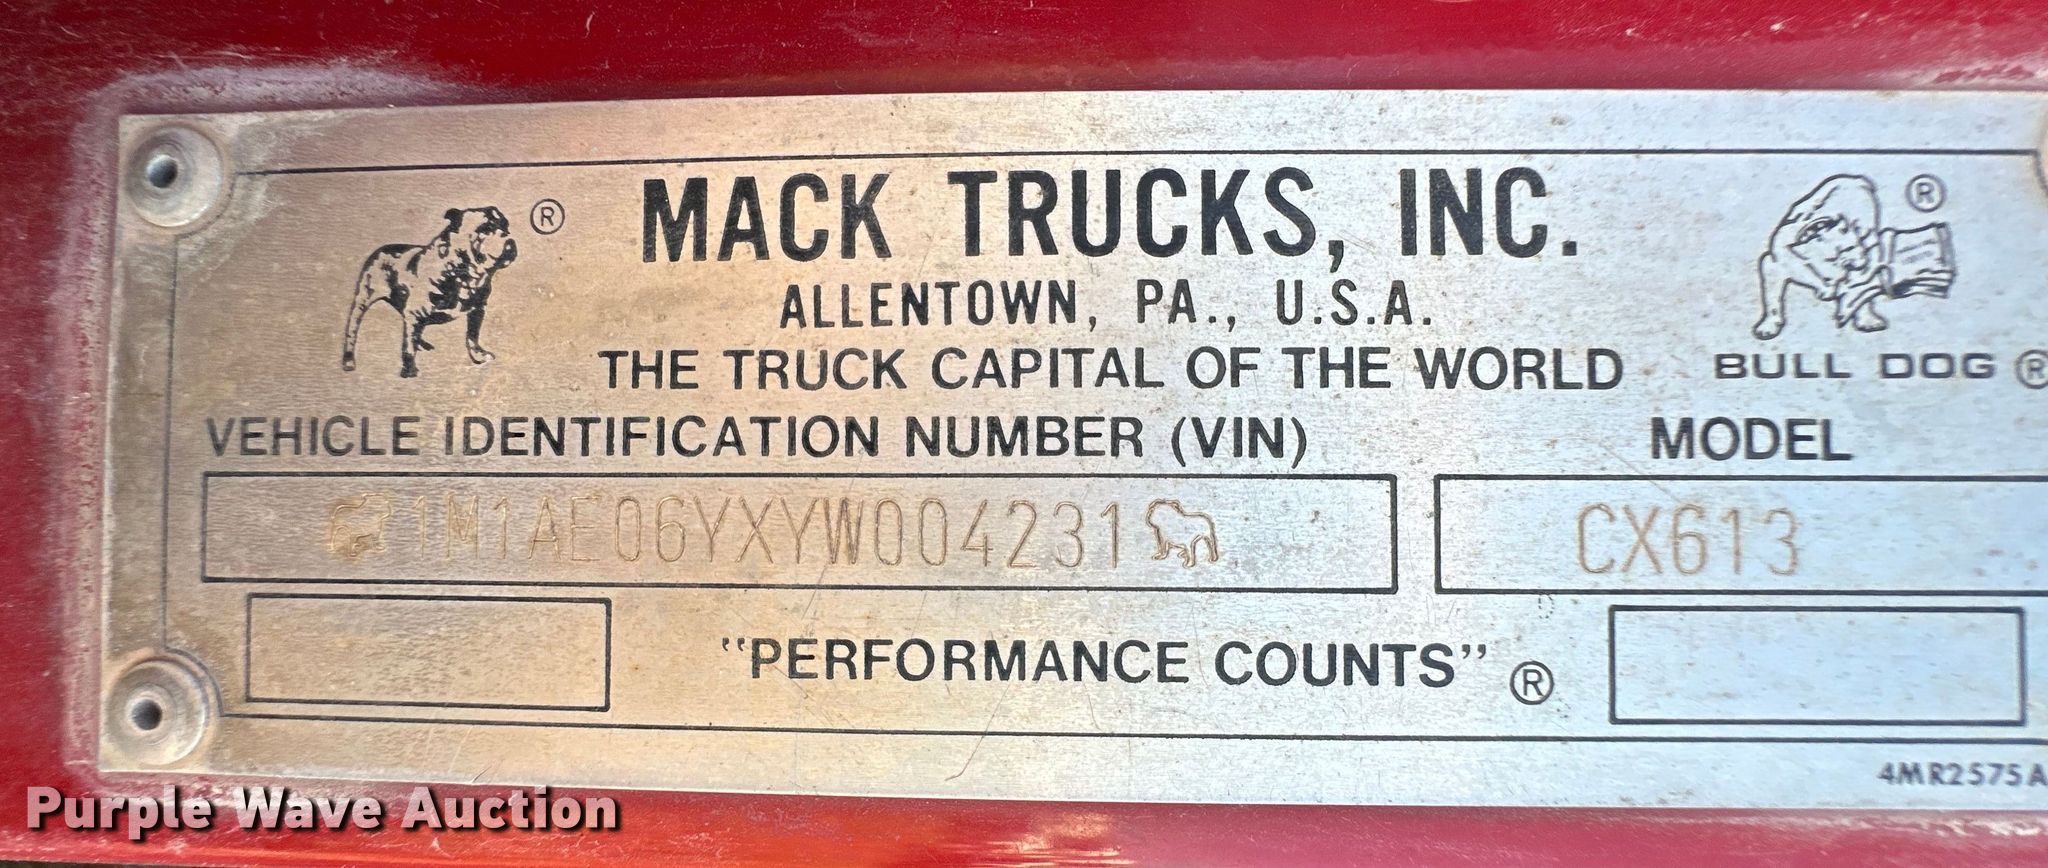 ®
MACK TRUCKS, INC.
®
ALLENTOWN, PA., U.S.A.
THE TRUCK CAPITAL OF THE WORLD
BULL DOG ®
VEHICLE IDENTIFICATION NUMBER (VIN)
MODEL
1M1AE06YXYW004231
CX613
"PERFORMANCE COUNTS" ®
4MR2575A
Purple Wave Auction